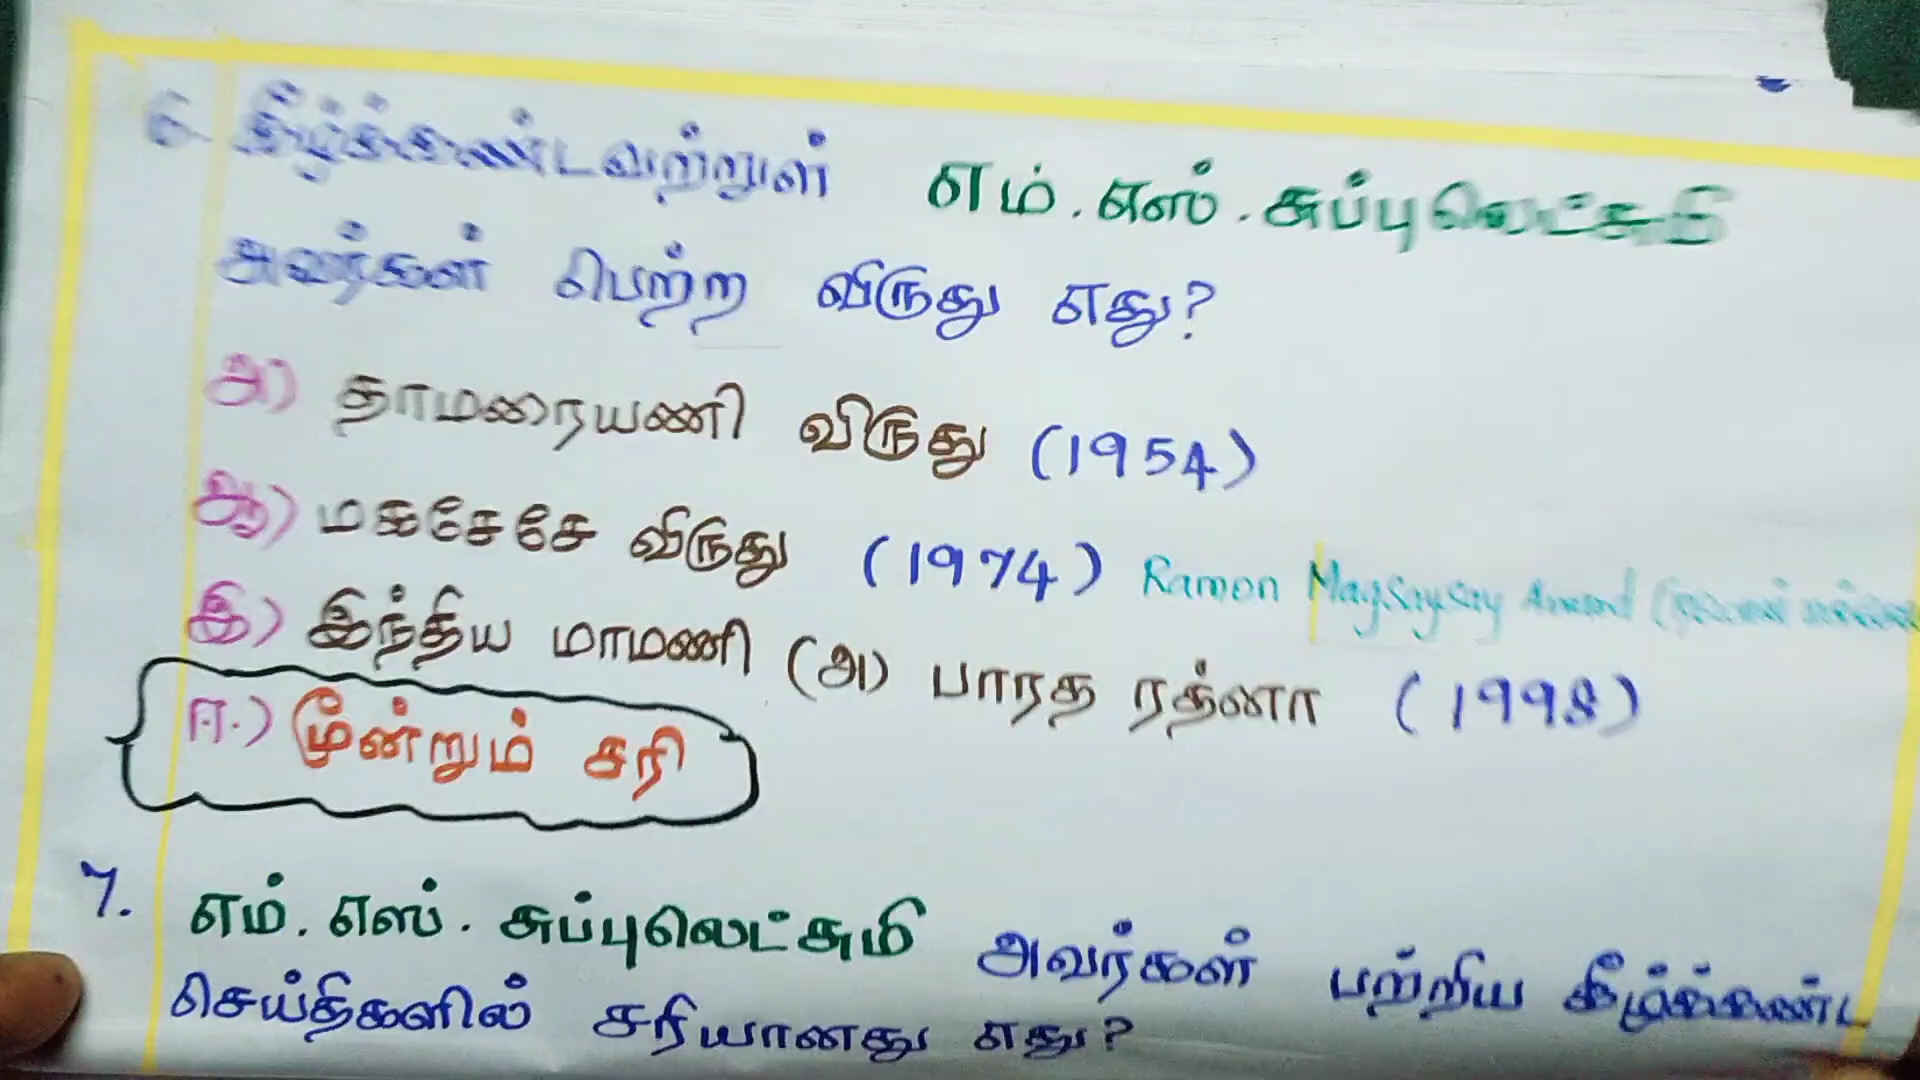 6. கீழ்க்கண்டவற்றுள் எம்.எஸ்.சுப்புலெட்சுமி
அவர்கள் பெற்ற விருது எது?
அ) தாமரையணி விருது (1954)
ஆ) மகசேசே விருது (1974) Ramon Magsaysay Award
இ) இந்திய மாமணி (அ) பாரத ரத்னா (1998)
ஈ.) மூன்றும் சரி
7. எம்.எஸ்.சுப்புலெட்சுமி அவர்கள் பற்றிய கீழ்க்கண்ட
செய்திகளில் சரியானது எது?